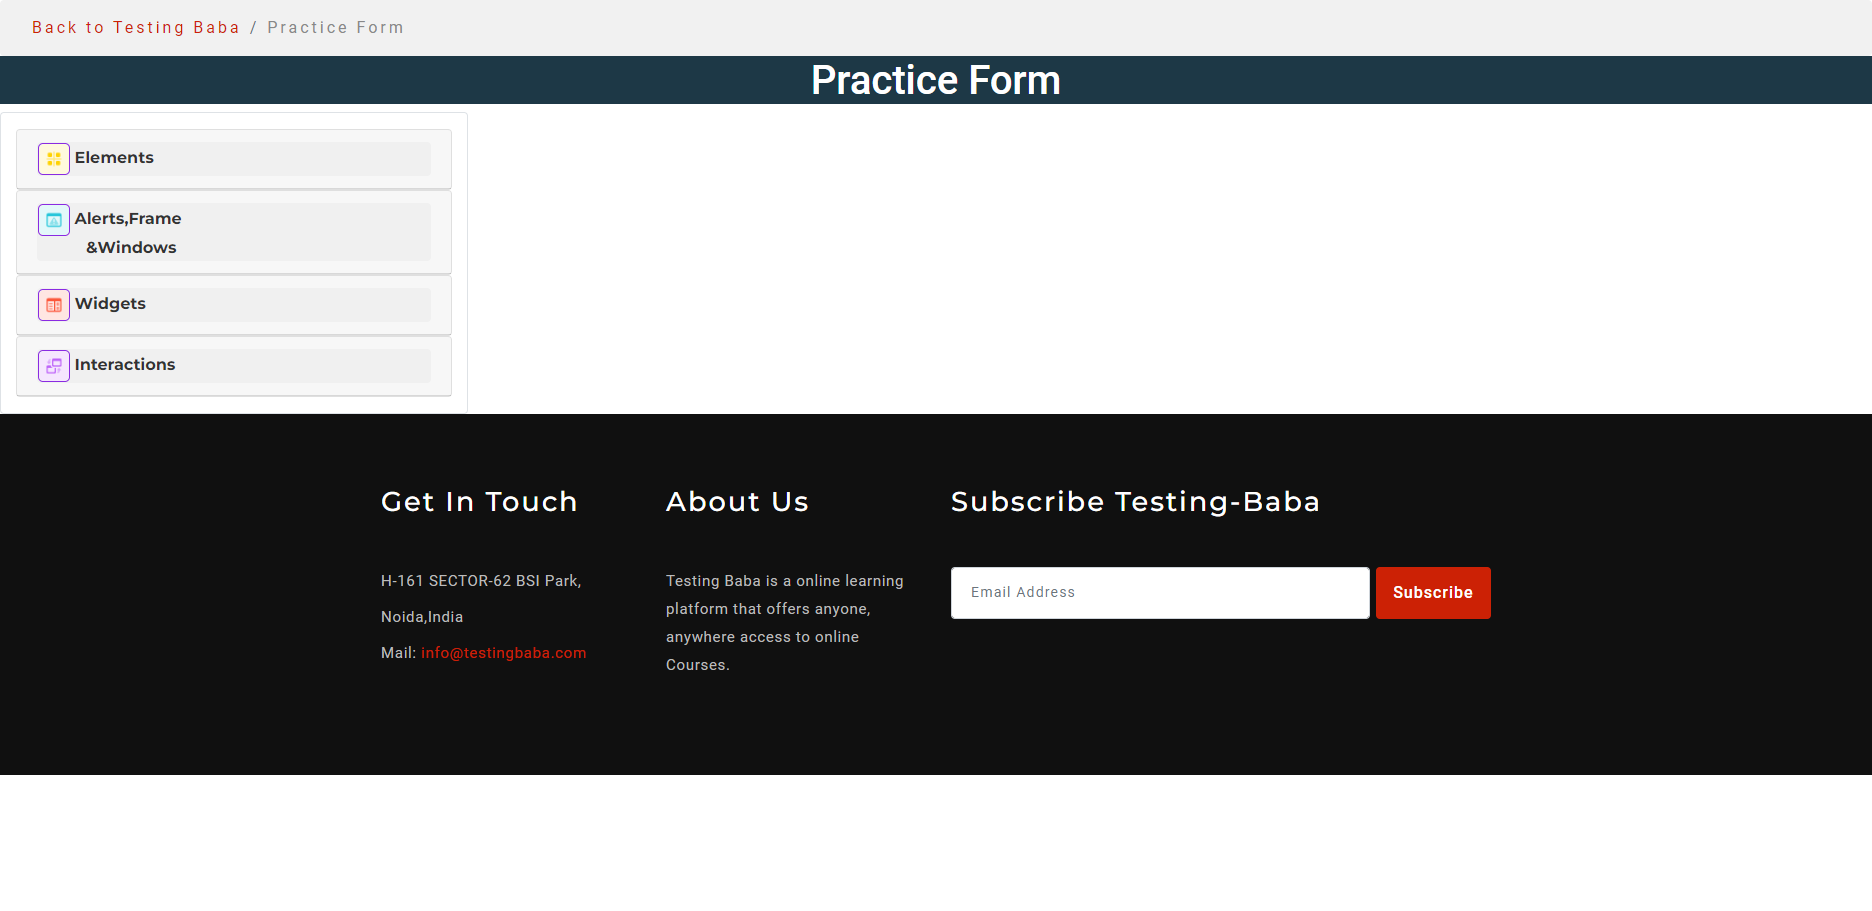 Back to Testing Baba / Practice Form
Practice Form
Elements
Alerts,Frame
&Windows
Widgets
Interactions
Get In Touch
H-161 SECTOR-62 BSI Park,
Noida,India
Mail: info@testingbaba.com
About Us
Testing Baba is a online learning
platform that offers anyone,
anywhere access to online
Courses.
Subscribe Testing-Baba
Email Address
Subscribe